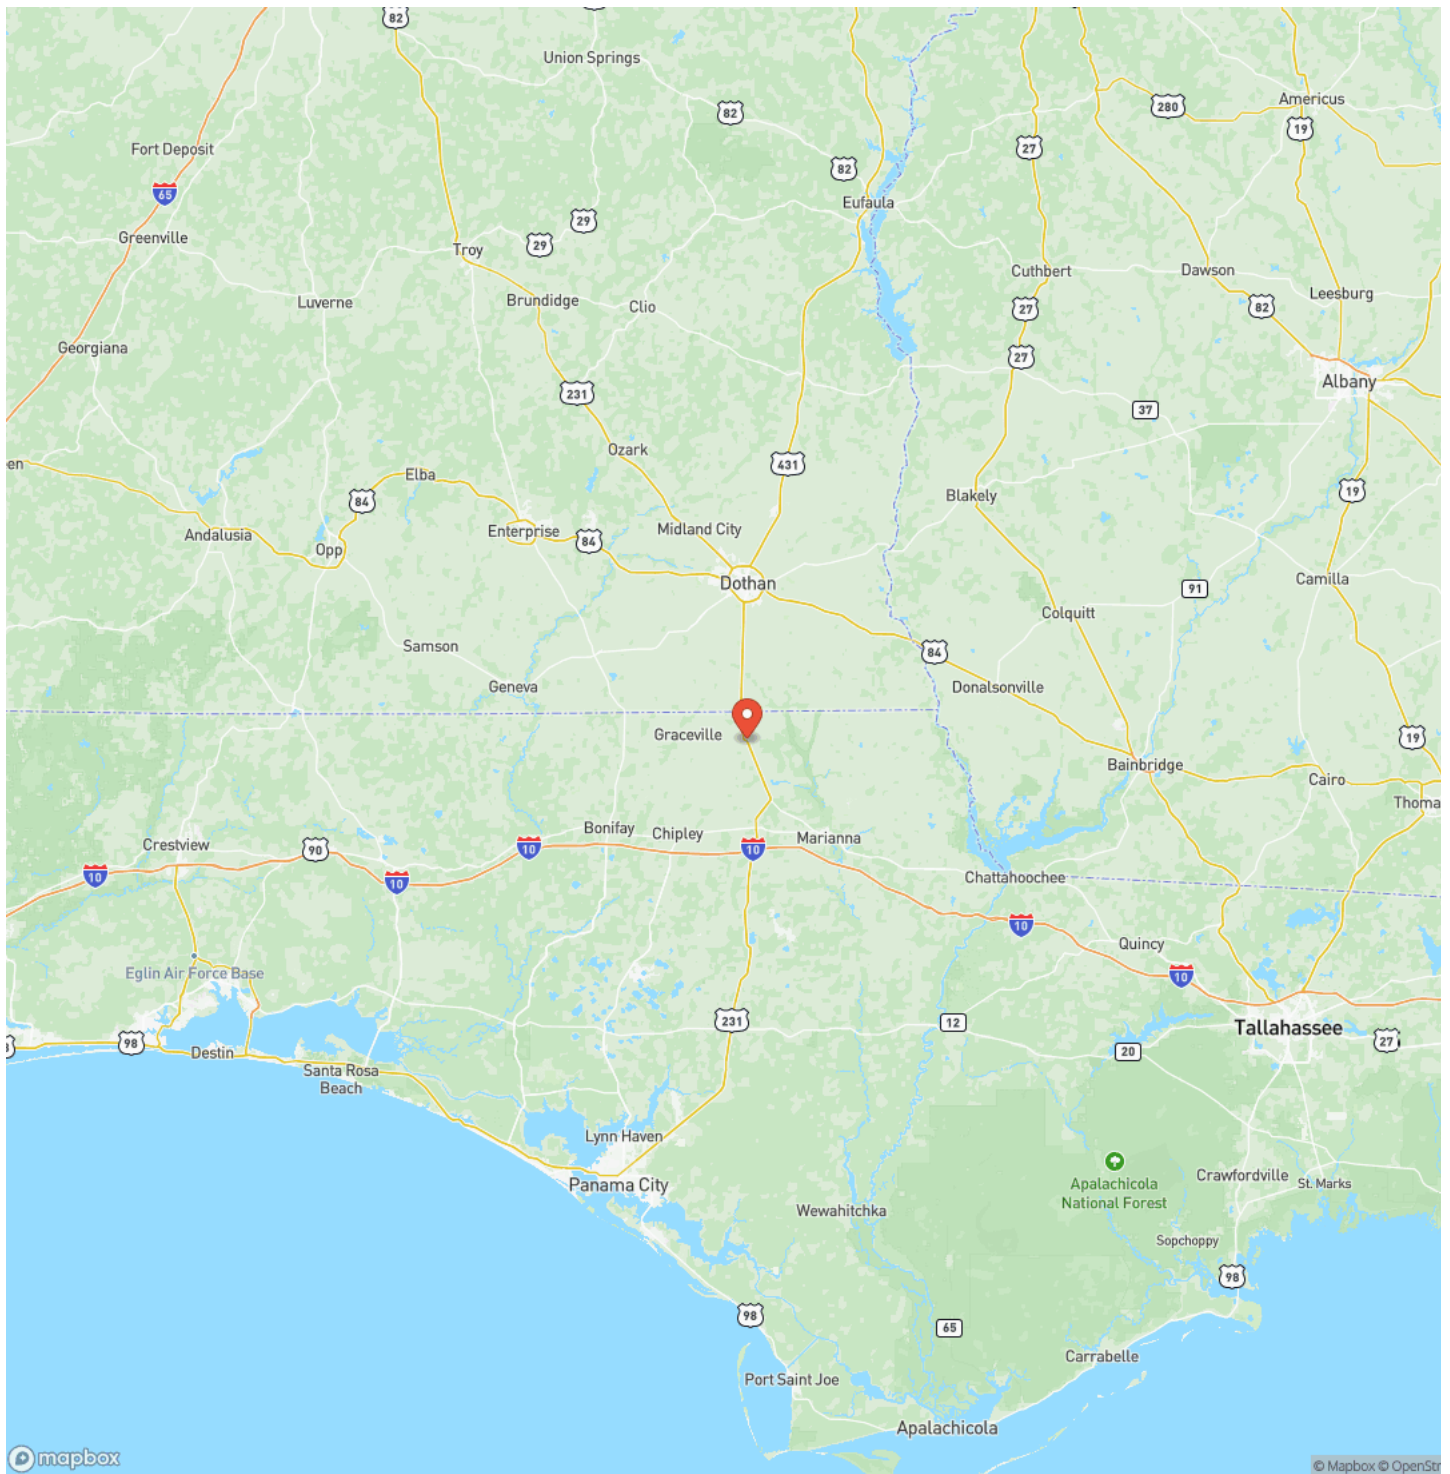 82
Union Springs
82
280
Americus
19
Fort Deposit
27
82
65
Eufaula
29
Greenville
29
Troy
Cuthbert
Dawson
Brundidge
Clio
Luverne
Leesburg
27
82
Georgiana
27
Albany
231
37
Ozark
431
en
Elba
84
Blakely
19
Andalusia
Enterprise
Midland City
84
Opp
Dothan
Camilla
91
Colquitt
Samson
84
Geneva
Donalsonville
Graceville
19
Bainbridge
Cairo
Thoma
Bonifay
Chipley
Marianna
Crestview
90
10
10
10
10
Chattahoochee
10
Quincy
Eglin Air Force Base
10
231
12
Tallahassee
98
27
20
Destin
Santa Rosa
Beach
Lynn Haven
Panama City
Apalachicola
National Forest
Crawfordville
St. Marks
Wewahitchka
Sopchoppy
98
98
65
Carrabelle
Port Saint Joe
Apalachicola
mapbox
© Mapbox © OpenStr